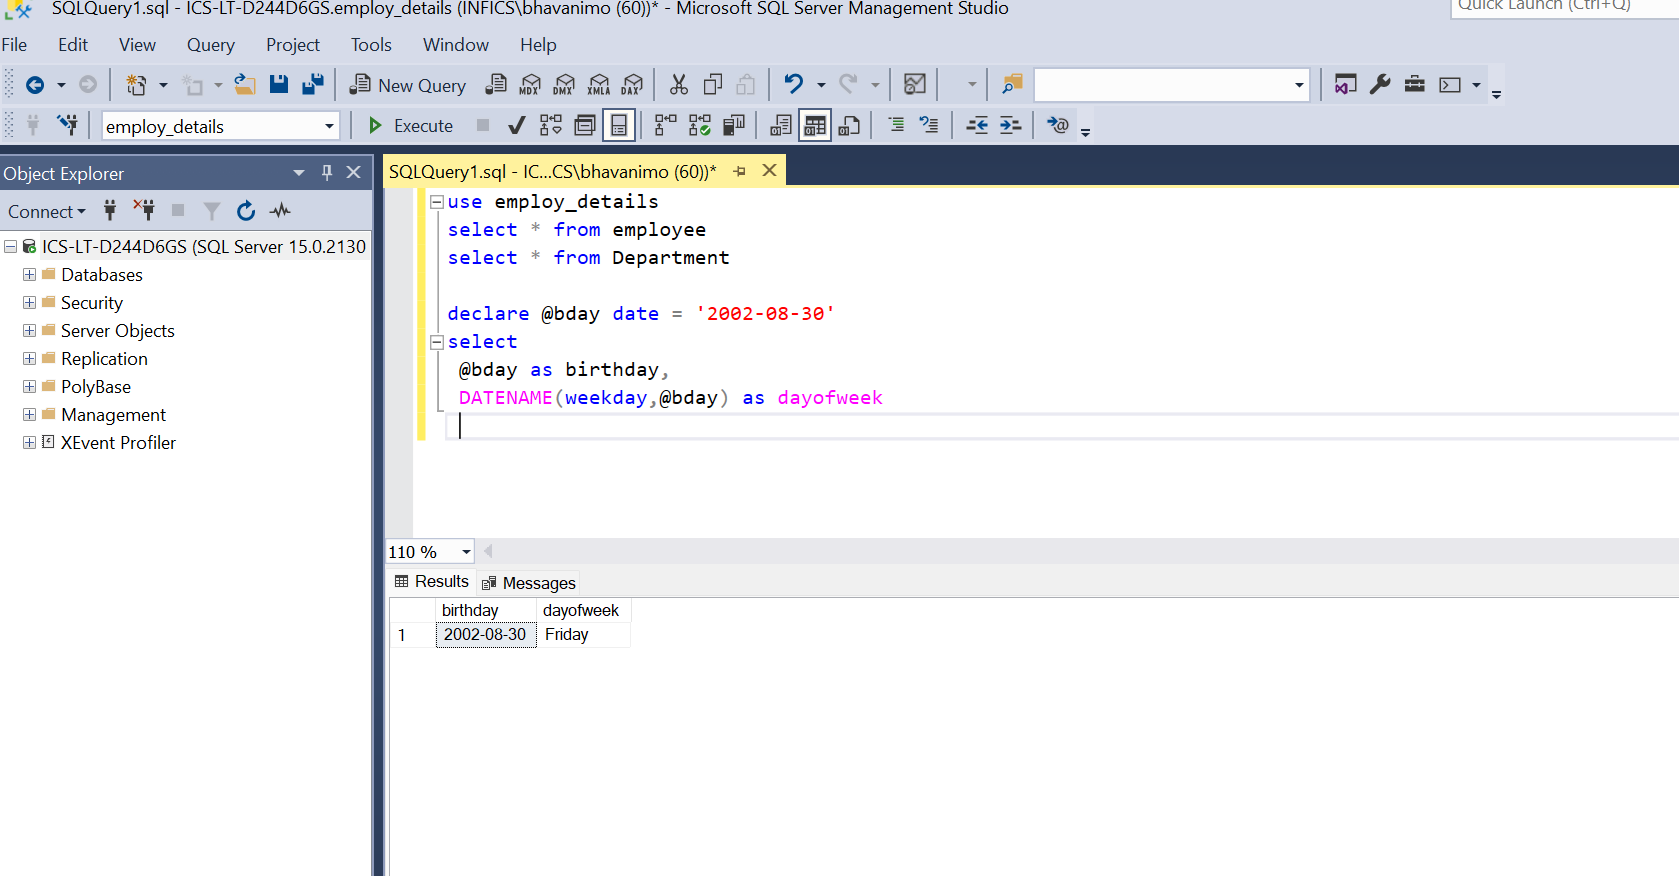 SQLQuery1.sql - ICS-LT-D244D6GS.employ_details (INFICS\bhavanimo (60))* - Microsoft SQL Server Management Studio
Quick Launch (Ctrl+Q)
File Edit View Query Project Tools Window Help
New Query MDX DMX XMLA DAX
employ_details Execute
Object Explorer
SQLQuery1.sql - IC...CS\bhavanimo (60))*
Connect
ICS-LT-D244D6GS (SQL Server 15.0.2130
Databases
Security
Server Objects
Replication
PolyBase
Management
XEvent Profiler
use employ_details
select * from employee
select * from Department
declare @bday date = '2002-08-30'
select
@bday as birthday,
DATENAME(weekday,@bday) as dayofweek
110 %
Results Messages
birthday dayofweek
1 2002-08-30 Friday